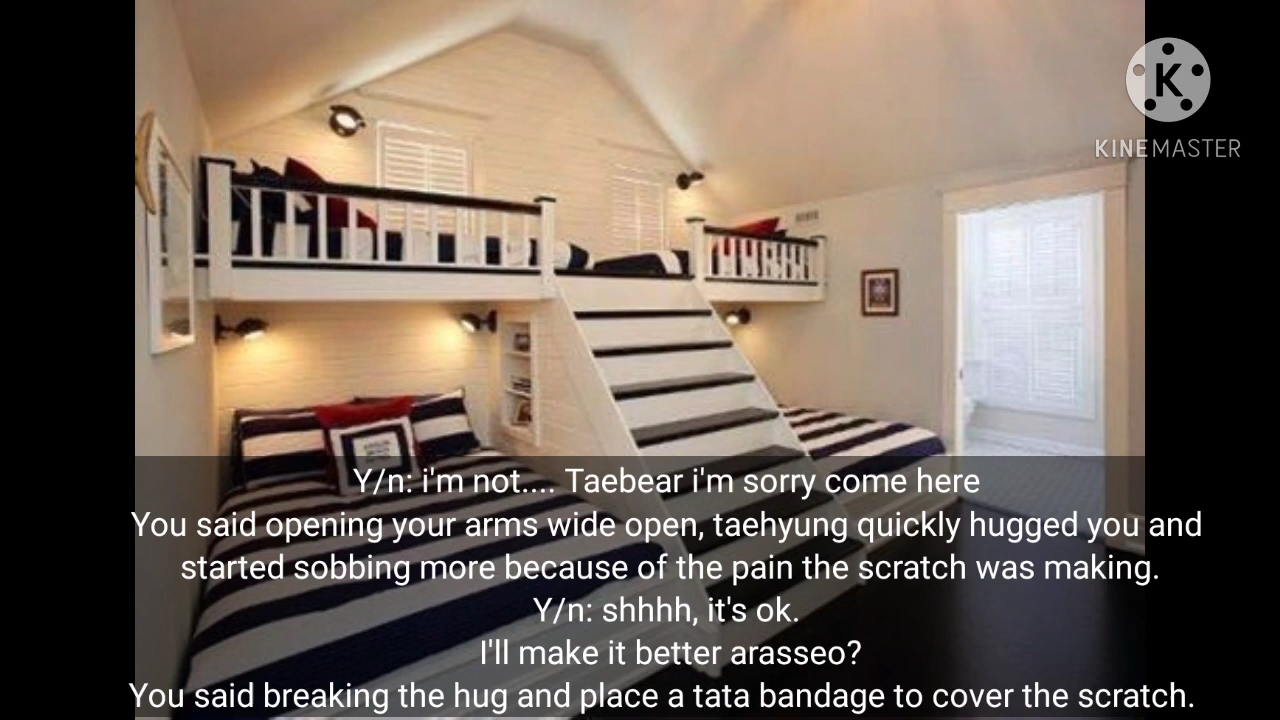 K
KINEMASTER
Y/n: i'm not.... Taebear i'm sorry come here
You said opening your arms wide open, taehyung quickly hugged you and
started sobbing more because of the pain the scratch was making.
Y/n: shhhh, it's ok.
I'll make it better arasseo?
You said breaking the hug and place a tata bandage to cover the scratch.